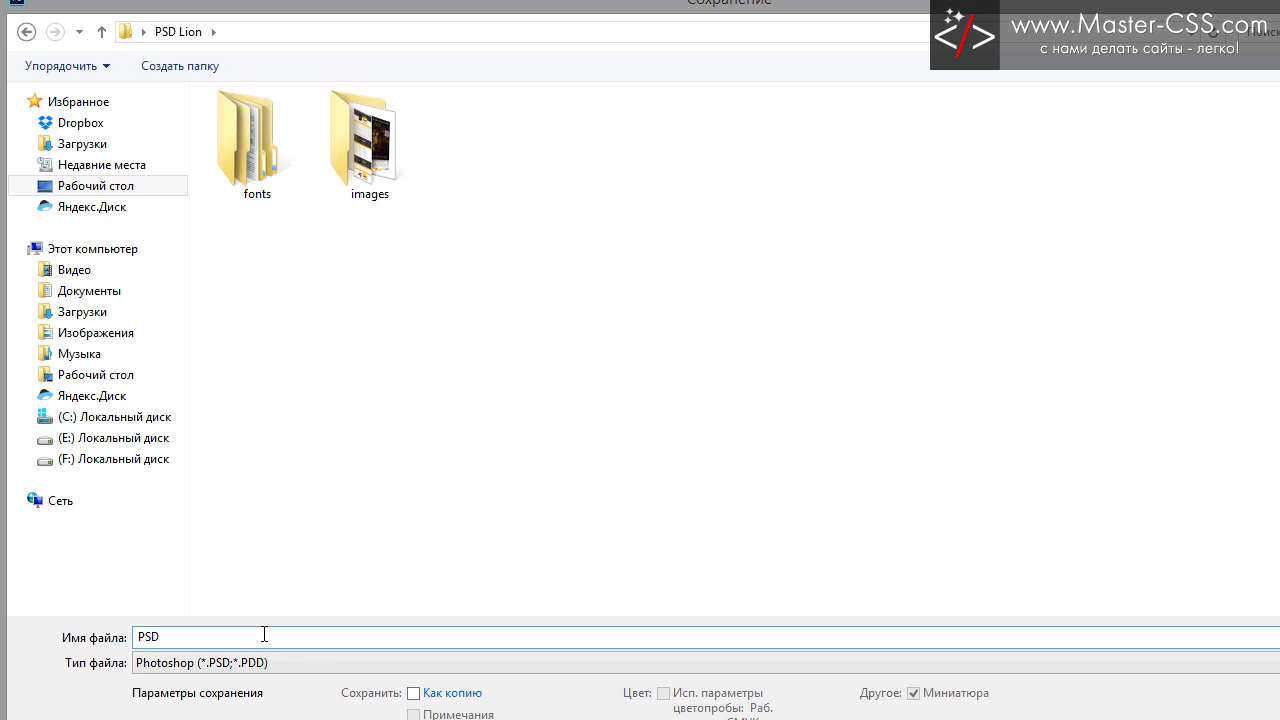 Сохранение
www.Master-CSS.com
с нами делать сайты - легко!
PSD Lion
Поиск
Упорядочить
Создать папку
Избранное
Dropbox
Загрузки
Недавние места
Рабочий стол
Яндекс.Диск
Этот компьютер
Видео
Документы
Загрузки
Изображения
Музыка
Рабочий стол
Яндекс.Диск
(C:) Локальный диск
(E:) Локальный диск
(F:) Локальный диск
Сеть
fonts
images
Имя файла: PSD
Тип файла: Photoshop (*.PSD;*.PDD)
Параметры сохранения
Сохранить: Как копию
Примечания
Цвет: Исп. параметры
цветопробы: Раб.
Другое: Миниатюра